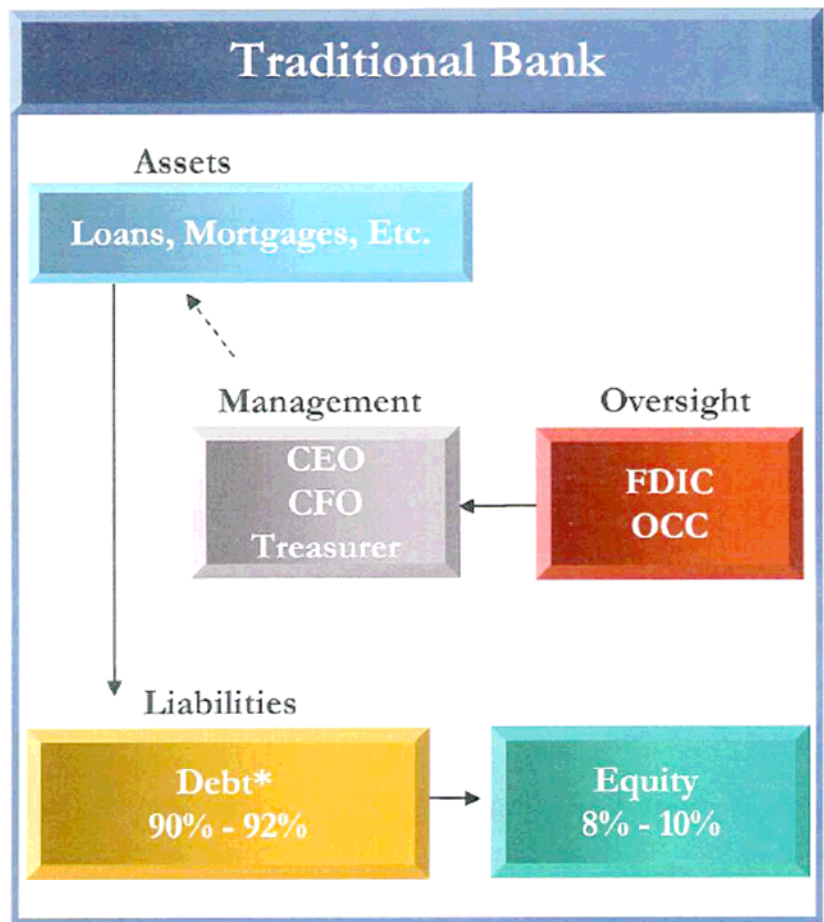 Traditional Bank
Assets
Loans, Mortgages, Etc.
Management
CEO
CFO
Treasurer
Oversight
FDIC
OCC
Liabilities
Debt*
90% - 92%
Equity
8% - 10%